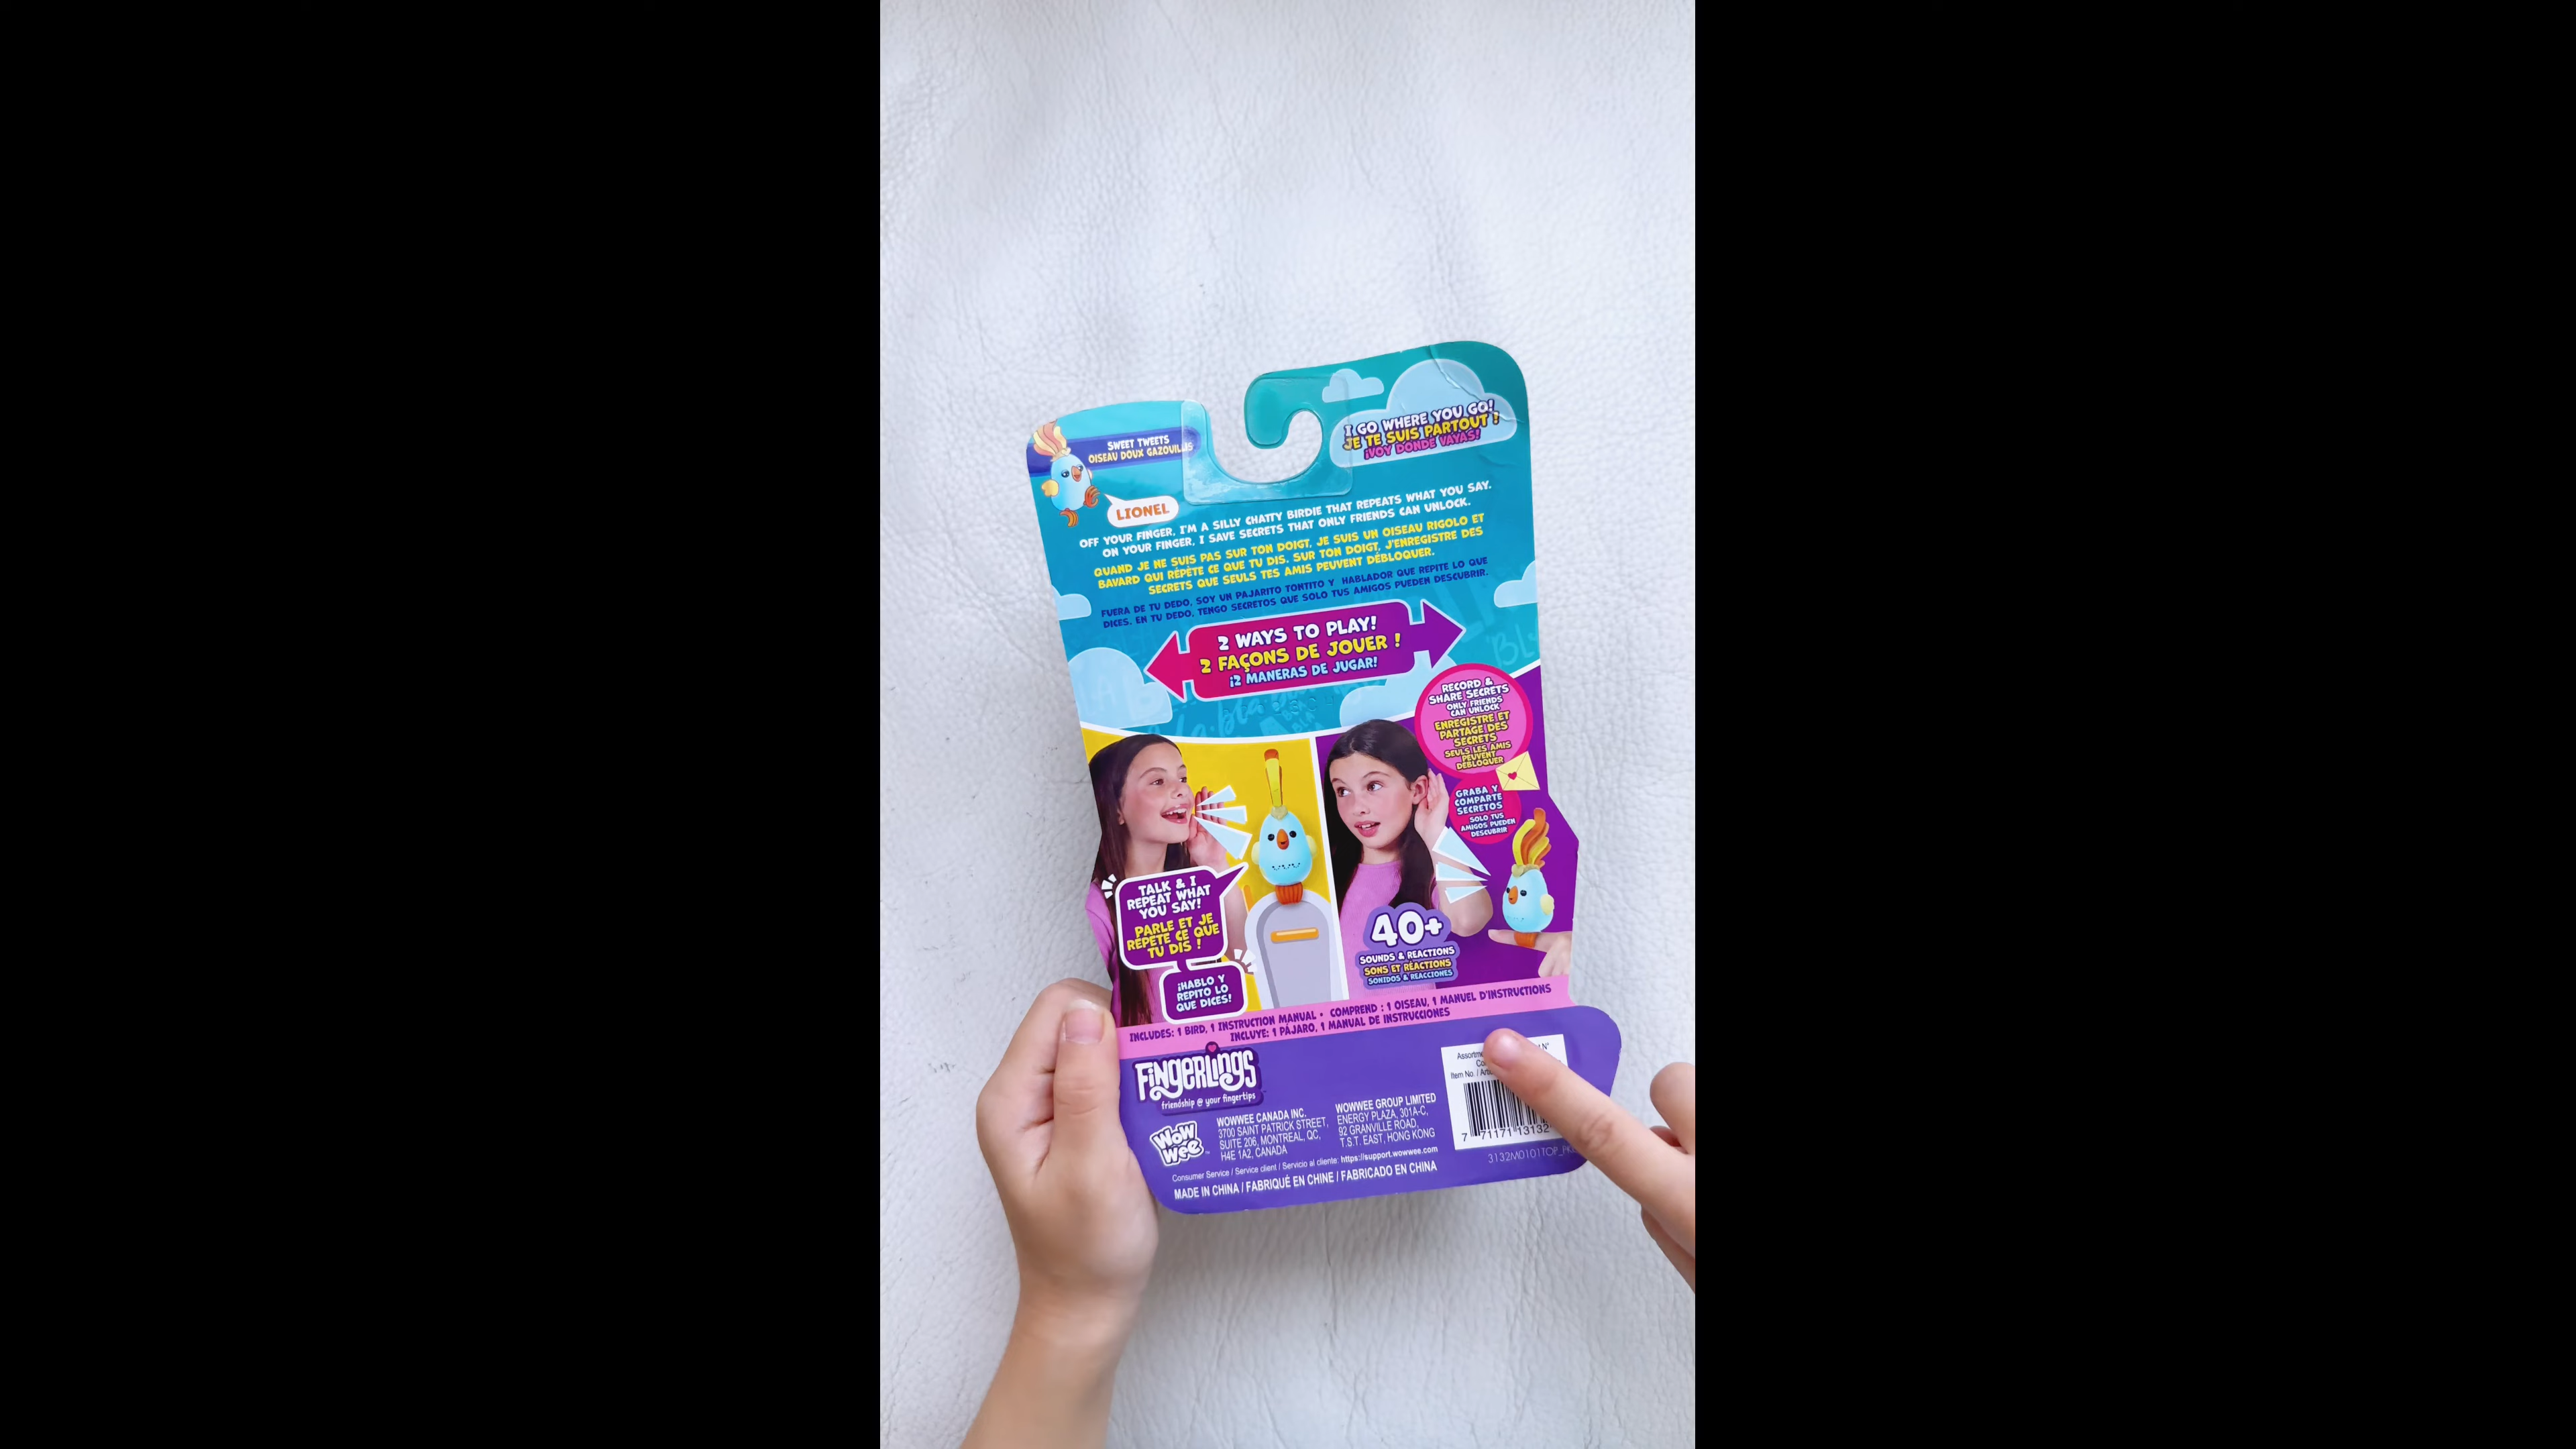 SWEET TWEETS
OISEAU DOUX GAZOUILLIS
LIONEL
I GO WHERE YOU GO!
JE TE SUIS PARTOUT !
¡VOY DONDE VAYAS!
OFF YOUR FINGER, I'M A SILLY CHATTY BIRDIE THAT REPEATS WHAT YOU SAY.
ON YOUR FINGER, I SAVE SECRETS THAT ONLY FRIENDS CAN UNLOCK.
QUAND JE NE SUIS PAS SUR TON DOIGT, JE SUIS UN OISEAU RIGOLO ET
BAVARD QUI RÉPÈTE CE QUE TU DIS. SUR TON DOIGT, J'ENREGISTRE DES
SECRETS QUE SEULS TES AMIS PEUVENT DÉBLOQUER.
FUERA DE TU DEDO, SOY UN PAJARITO TONTITO Y HABLADOR QUE REPITE LO QUE
DICES. EN TU DEDO, TENGO SECRETOS QUE SOLO TUS AMIGOS PUEDEN DESCUBRIR.
2 WAYS TO PLAY!
2 FAÇONS DE JOUER !
¡2 MANERAS DE JUGAR!
RECORD &
SHARE SECRETS
ONLY FRIENDS
CAN UNLOCK
ENREGISTRE ET
PARTAGE DES
SECRETS
SEULS LES AMIS
PEUVENT
DÉBLOQUER
GRABA Y
COMPARTE
SECRETOS
SOLO TUS
AMIGOS PUEDEN
DESCUBRIR
TALK & I
REPEAT WHAT
YOU SAY!
PARLE ET JE
RÉPÈTE CE QUE
TU DIS !
¡HABLO Y
REPITO LO
QUE DICES!
40+
SOUNDS & REACTIONS
SONS ET RÉACTIONS
SONIDOS & REACCIONES
INCLUDES: 1 BIRD, 1 INSTRUCTION MANUAL • COMPREND : 1 OISEAU, 1 MANUEL D'INSTRUCTIONS
INCLUYE: 1 PÁJARO, 1 MANUAL DE INSTRUCCIONES
FINGERLINGS
friendship @ your fingertips
WOW WEE
WOWWEE CANADA INC.
3700 SAINT PATRICK STREET,
SUITE 206, MONTREAL, QC,
H4E 1A2, CANADA
WOWWEE GROUP LIMITED
ENERGY PLAZA, 301A-C,
92 GRANVILLE ROAD,
T.S.T. EAST, HONG KONG
Consumer Service / Service client / Servicio al cliente: https://support.wowwee.com
MADE IN CHINA / FABRIQUÉ EN CHINE / FABRICADO EN CHINA
N°
Item No. /
7 71171 13132
3132M0101TOP_PK